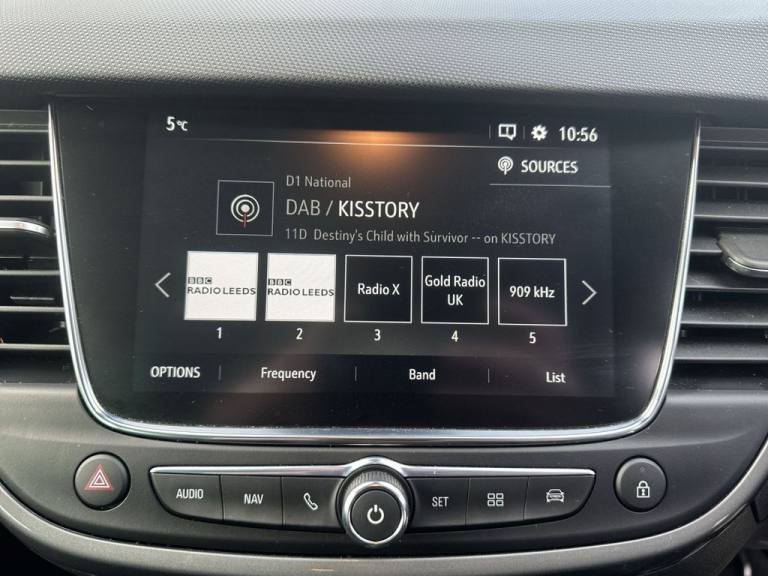 5°C
10:56
SOURCES
D1 National
DAB / KISSTORY
11D Destiny's Child with Survivor -- on KISSTORY
BBC
RADIO LEEDS
BBC
RADIO LEEDS
Radio X
Gold Radio
UK
909 kHz
1 2 3 4 5
OPTIONS Frequency Band List
AUDIO NAV SET